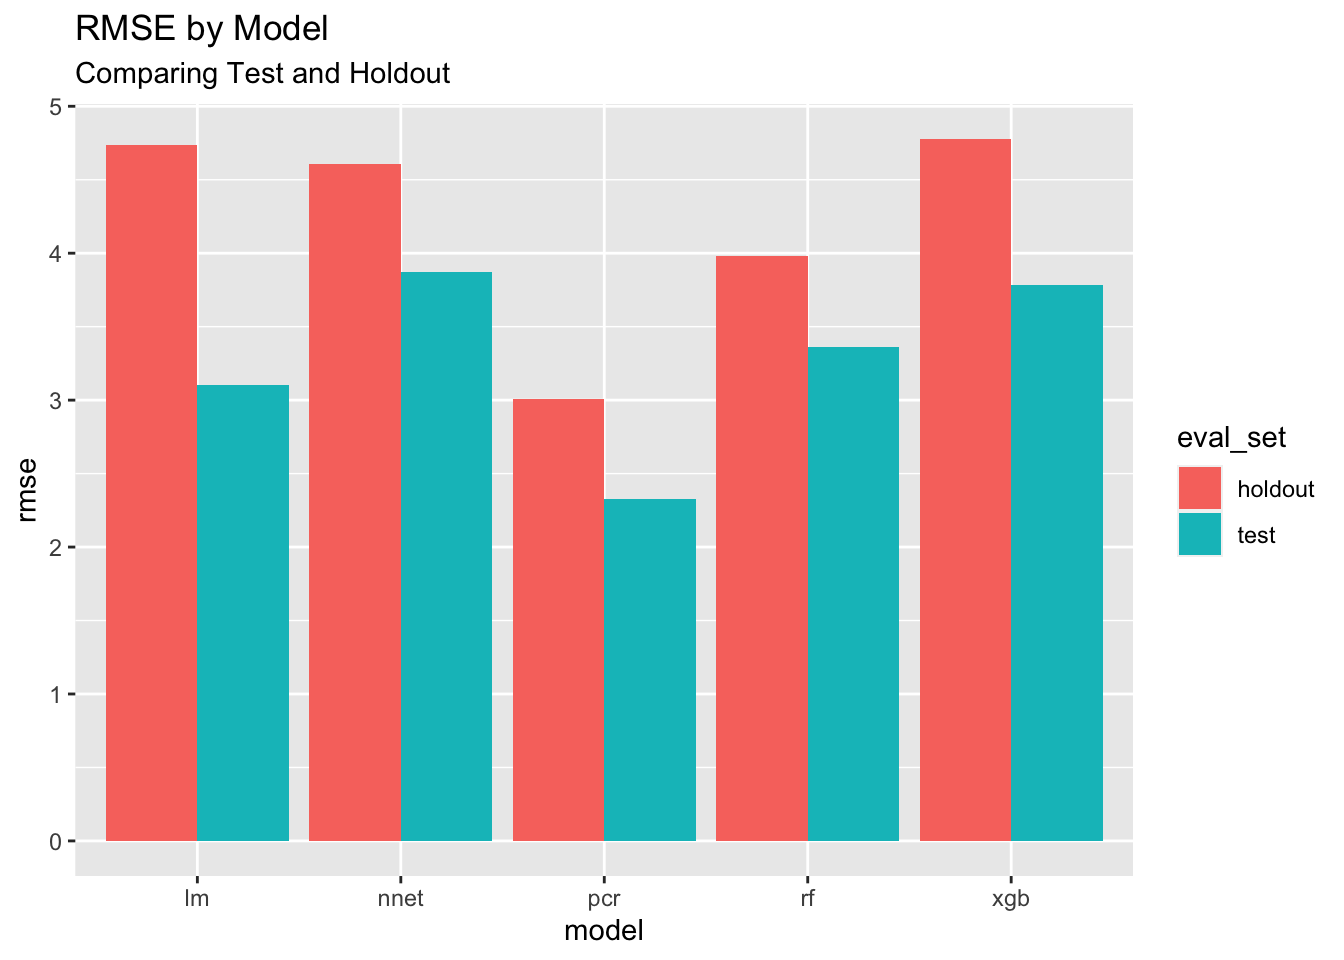 RMSE by Model
Comparing Test and Holdout
5
4
3
2
1
0
rmse
lm
nnet
pcr
rf
xgb
model
eval_set
holdout
test